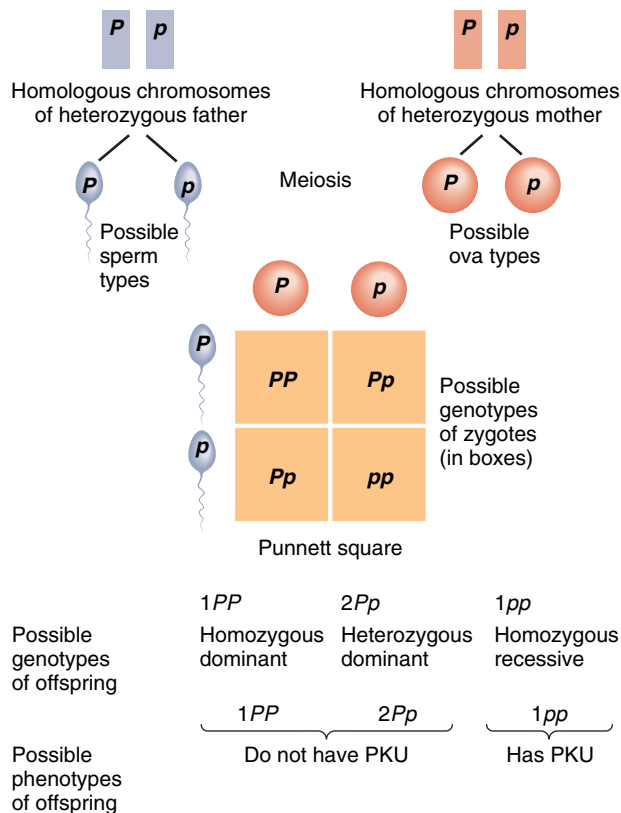 P p
P p
Homologous chromosomes
of heterozygous father
Homologous chromosomes
of heterozygous mother
P p
Meiosis
P p
Possible
sperm
types
Possible
ova types
P p
P
PP Pp
p
Pp pp
Possible
genotypes
of zygotes
(in boxes)
Punnett square
1PP 2Pp 1pp
Possible
genotypes
of offspring
Homozygous
dominant
Heterozygous
dominant
Homozygous
recessive
1PP 2Pp 1pp
Possible
phenotypes
of offspring
Do not have PKU
Has PKU